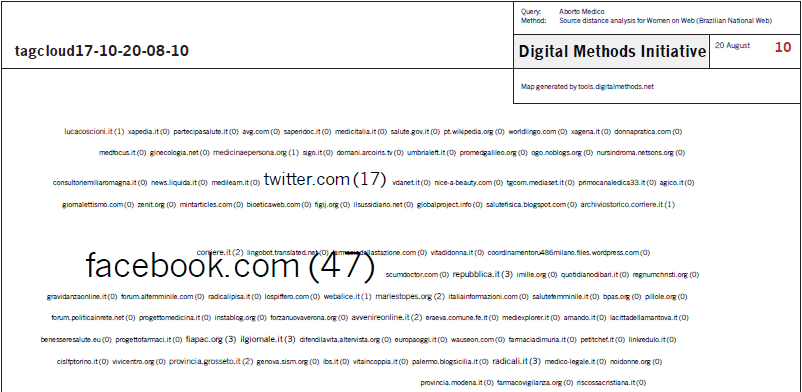 Query: Aborto Medico
Method: Source distance analysis for Women on Web (Brazilian National Web)
tagcloud17-10-20-08-10
Digital Methods Initiative
20 August
10
Map generated by tools.digitalmethods.net
lucacoscioni.it (1) xapedia.it (0) partecipasalute.it (0) avg.com (0) saperidoc.it (0) medicitalia.it (0) salute.gov.it (0) pt.wikipedia.org (0) worldlingo.com (0) xagena.it (0) donnapratica.com (0)
medfocus.it (0) ginecologia.net (0) medicinaepersona.org (1) sigo.it (0) domani.arcoiris.tv (0) umbrialeft.it (0) promedgalileo.org (0) ogo.noblogs.org (0) nursindroma.netsons.org (0)
consultoriemiliaromagna.it (0) news.liquida.it (0) medilearn.it (0) twitter.com (17) vdanet.it (0) nice-a-beauty.com (0) tgcom.mediaset.it (0) primocanaledica33.it (0) agico.it (0)
giornalettismo.com (0) zenit.org (0) mintarticles.com (0) bioeticaweb.com (0) figij.org (0) ilsussidiario.net (0) globalproject.info (0) salutefisica.blogspot.com (0) archiviostorico.corriere.it (1)
corriere.it (2) lingobot.translated.net (0) farmaciadellastazione.com (0) vitadidonna.it (0) coordinamentoru486milano.files.wordpress.com (0)
facebook.com (47) scumdoctor.com (0) repubblica.it (3) imille.org (0) quotidianodibari.it (0) regnumchristi.org (0)
gravidanzaonline.it (0) forum.alfemminile.com (0) radicalipisa.it (0) lospiffero.com (0) webalice.it (1) mariestopes.org (2) italiainformazioni.com (0) salutefemminile.it (0) bpas.org (0) pillole.org (0)
forum.politicainrete.net (0) progettomedicina.it (0) instablog.org (0) forzanuovaverona.org (0) avvenireonline.it (2) eraeva.comune.fe.it (0) mediexplorer.it (0) amando.it (0) lacittadellamantova.it (0)
benesseresalute.eu (0) progettofarmaci.it (0) fiapac.org (3) ilgiornale.it (3) difendilavita.altervista.org (0) europaoggi.it (0) wauseon.com (0) farmaciadimuria.it (0) petitchef.it (0) linkredulo.it (0)
cislfptorino.it (0) vivicentro.org (0) provincia.grosseto.it (2) genova.sism.org (0) ibs.it (0) vitaincoppia.it (0) palermo.blogsicilia.it (0) radicali.it (3) medico-legale.it (0) noidonne.org (0)
provincia.modena.it (0) farmacovigilanza.org (0) riscossacristiana.it (0)